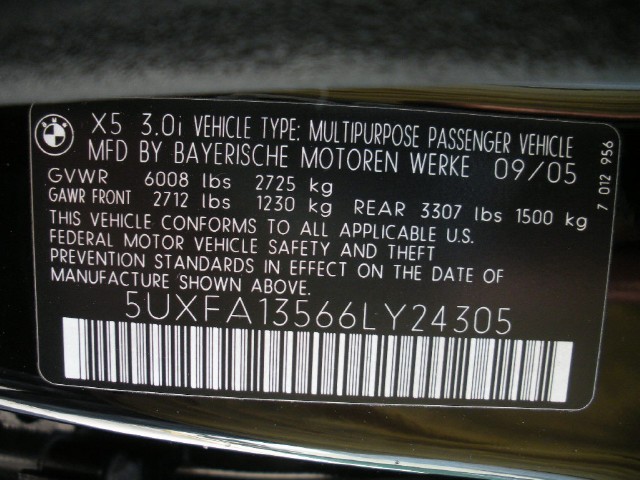 BMW
X5 3.0i VEHICLE TYPE: MULTIPURPOSE PASSENGER VEHICLE
MFD BY BAYERISCHE MOTOREN WERKE 09/05
GVWR 6008 lbs 2725 kg
GAWR FRONT 2712 lbs 1230 kg REAR 3307 lbs 1500 kg
THIS VEHICLE CONFORMS TO ALL APPLICABLE U.S.
FEDERAL MOTOR VEHICLE SAFETY AND THEFT
PREVENTION STANDARDS IN EFFECT ON THE DATE OF
MANUFACTURE SHOWN ABOVE.
5UXFA13566LY24305
7 012 956